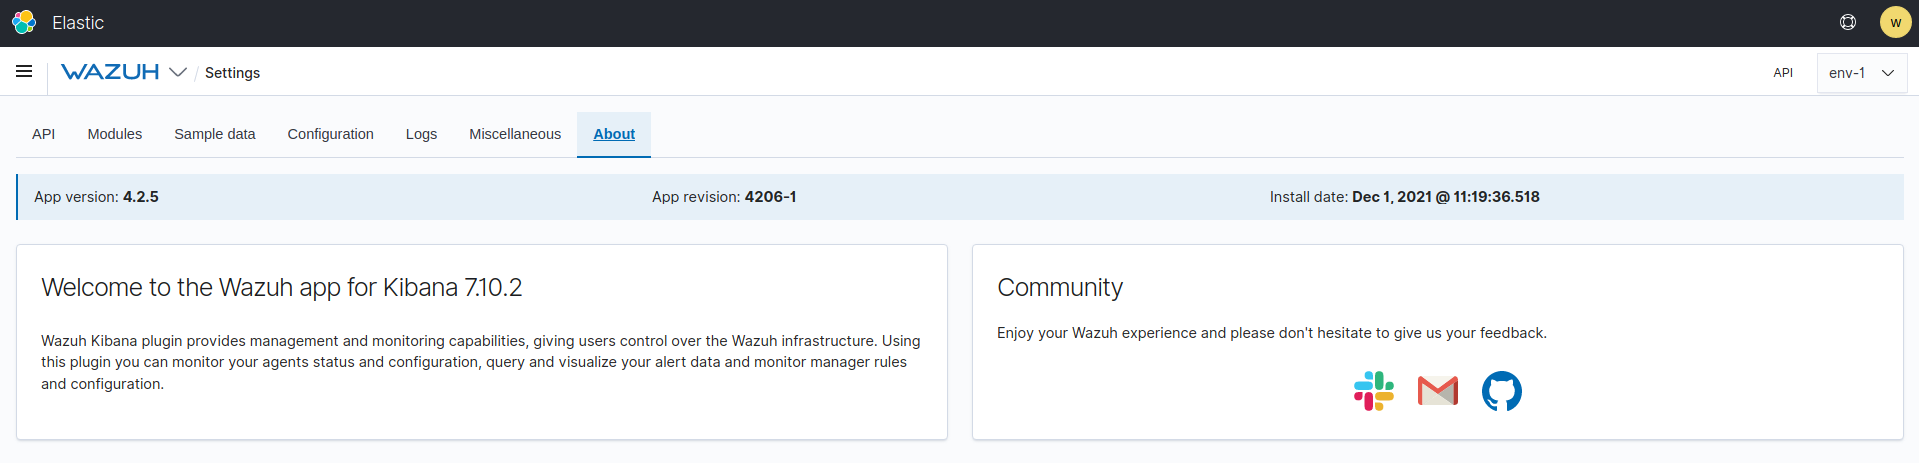 Elastic
w
WAZUH / Settings
API
env-1
API Modules Sample data Configuration Logs Miscellaneous About
App version: 4.2.5
App revision: 4206-1
Install date: Dec 1, 2021 @ 11:19:36.518
Welcome to the Wazuh app for Kibana 7.10.2
Wazuh Kibana plugin provides management and monitoring capabilities, giving users control over the Wazuh infrastructure. Using
this plugin you can monitor your agents status and configuration, query and visualize your alert data and monitor manager rules
and configuration.
Community
Enjoy your Wazuh experience and please don't hesitate to give us your feedback.